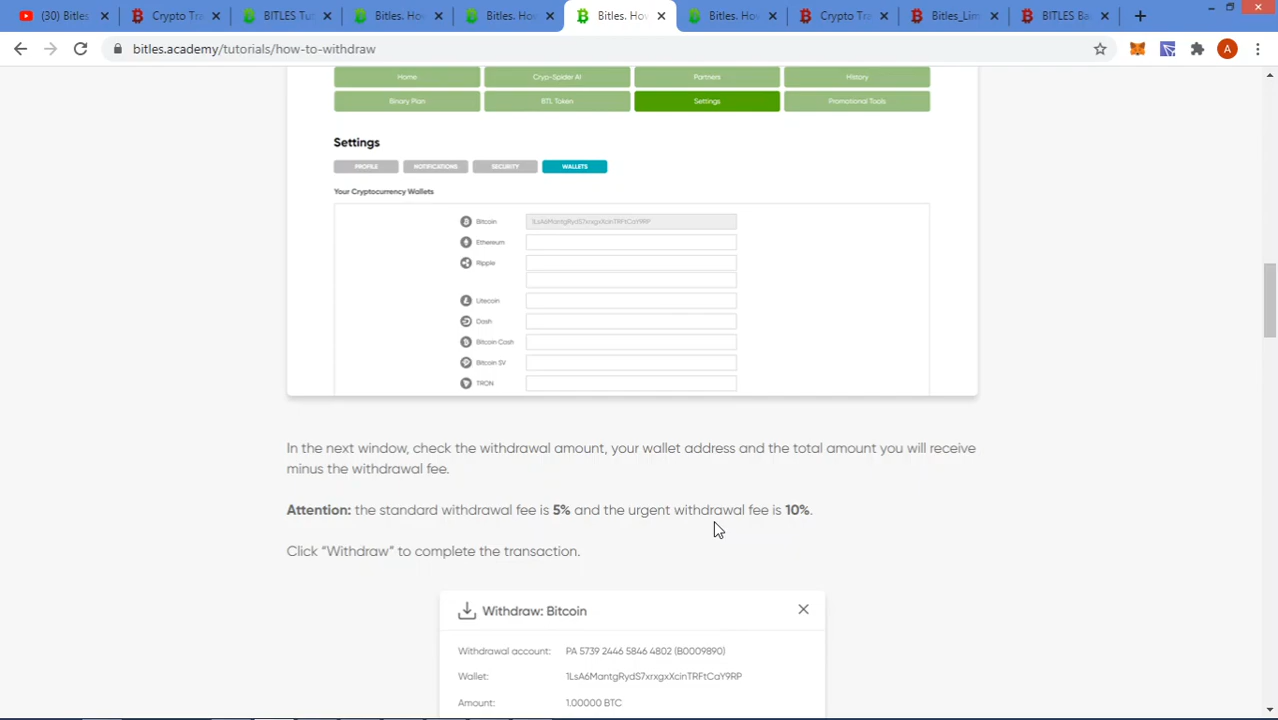 (30) Bitles
Crypto Tra
BITLES Tut
Bitles. Ho
Bitles. How
Bitles. How
Bitles. Ho
Crypto Tra
Bitles_Lim
BITLES Ba
bitles.academy/tutorials/how-to-withdraw
A
Home Cryp-Spider AI Partners History
Binary Plan BTL Token Settings Promotional Tools
Settings
PROFILE NOTIFICATIONS SECURITY WALLETS
Your Cryptocurrency Wallets
Bitcoin 1LsA6MantgRydS7xrxgxXcinTRFtCaY9RP
Ethereum
Ripple
Litecoin
Dash
Bitcoin Cash
Bitcoin SV
TRON
In the next window, check the withdrawal amount, your wallet address and the total amount you will receive
minus the withdrawal fee.
Attention: the standard withdrawal fee is 5% and the urgent withdrawal fee is 10%.
Click “Withdraw” to complete the transaction.
Withdraw: Bitcoin
Withdrawal account: PA 5739 2446 5846 4802 (B0009890)
Wallet: 1LsA6MantgRydS7xrxgxXcinTRFtCaY9RP
Amount: 1.00000 BTC